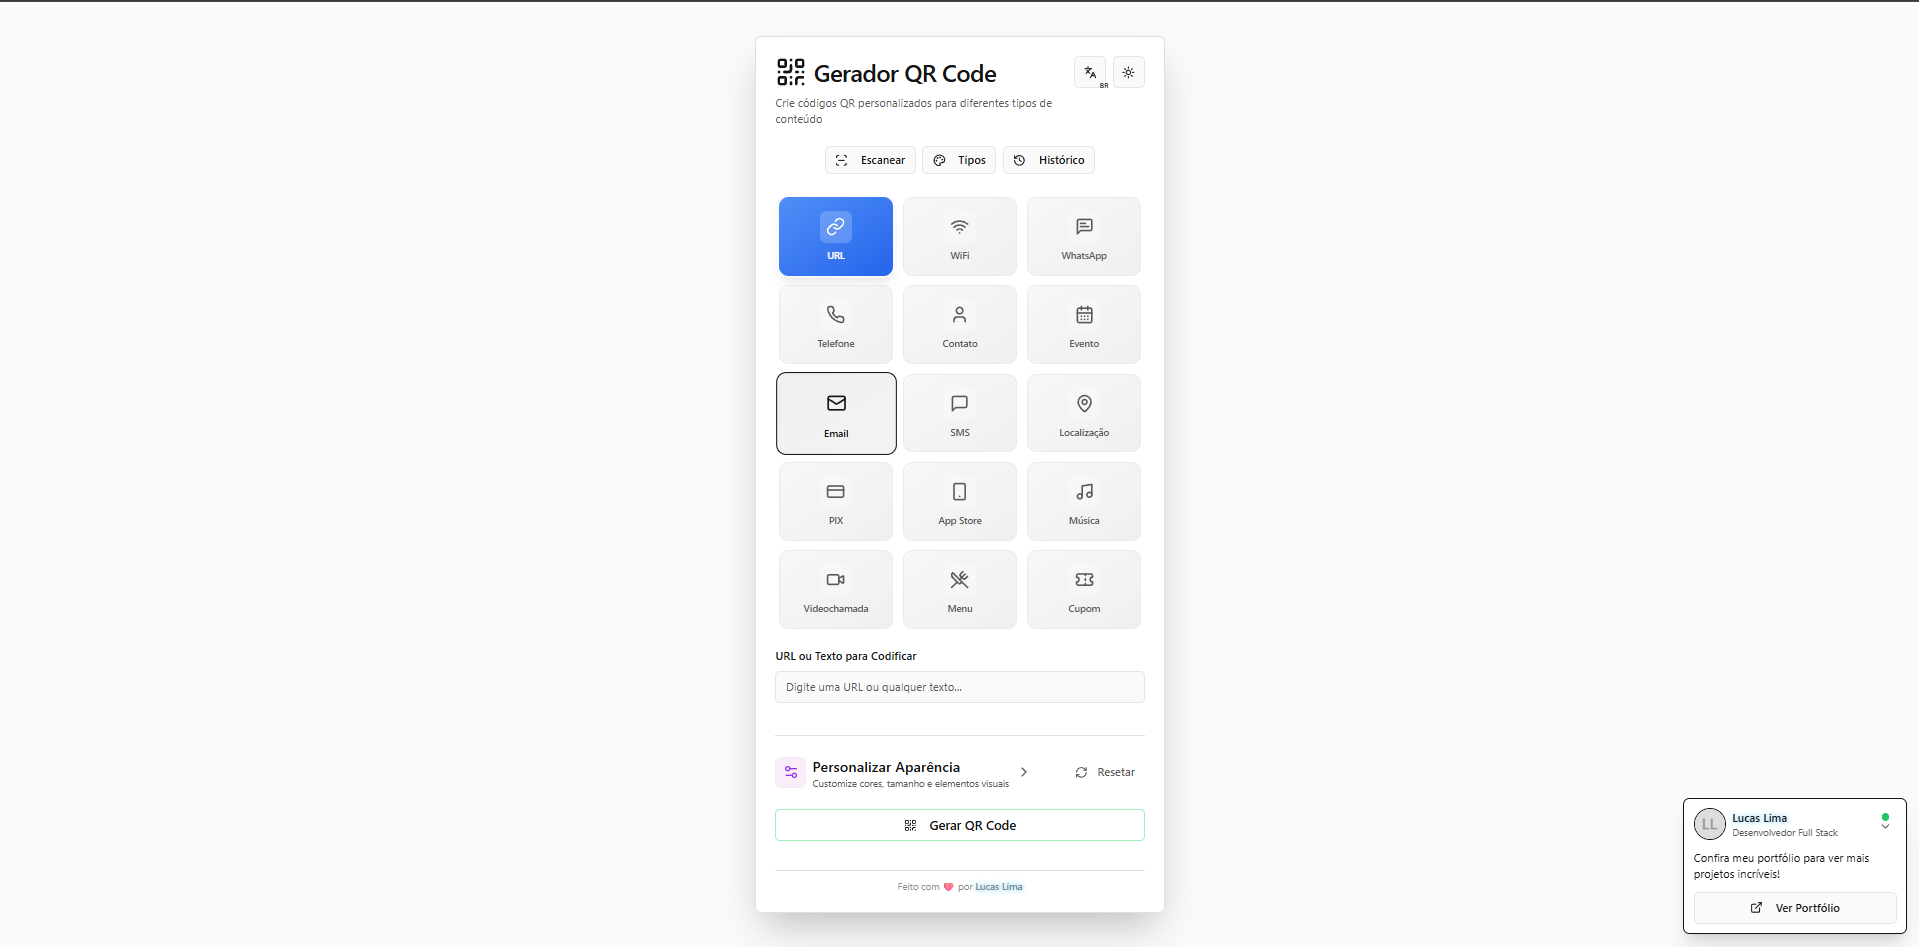 Gerador QR Code
BR
Crie códigos QR personalizados para diferentes tipos de
conteúdo
Escanear
Tipos
Histórico
URL
WiFi
WhatsApp
Telefone
Contato
Evento
Email
SMS
Localização
PIX
App Store
Música
Videochamada
Menu
Cupom
URL ou Texto para Codificar
Digite uma URL ou qualquer texto...
Personalizar Aparência
Customize cores, tamanho e elementos visuais
Resetar
Gerar QR Code
Feito com ❤️ por Lucas Lima
LL
Lucas Lima
Desenvolvedor Full Stack
Confira meu portfólio para ver mais
projetos incríveis!
Ver Portfólio